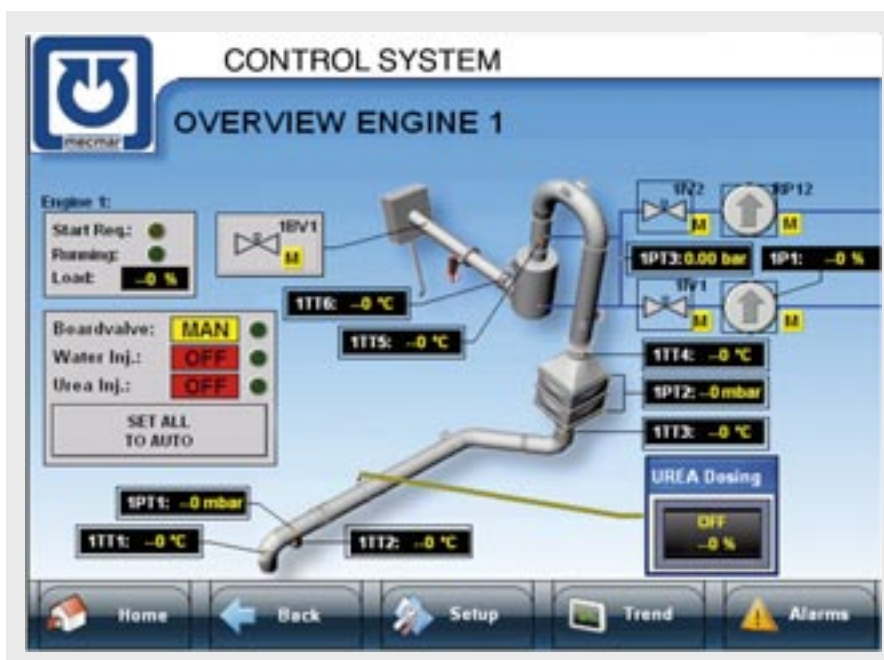 CONTROL SYSTEM
mecmar
OVERVIEW ENGINE 1
Engine 1:
Start Req.:
Running:
Load: --0 %
1BV1
M
1V2
M
RP12
M
1PT3: 0.00 bar
1P1: --0 %
1V1
M
M
1TT6: --0 °C
1TT5: --0 °C
Boardvalve: MAN
Water Inj.: OFF
Urea Inj.: OFF
SET ALL
TO AUTO
1TT4: --0 °C
1PT2: --0 mbar
1TT3: --0 °C
UREA Dosing
OFF
--0 %
1PT1: --0 mbar
1TT1: --0 °C
1TT2: --0 °C
Home
Back
Setup
Trend
Alarms